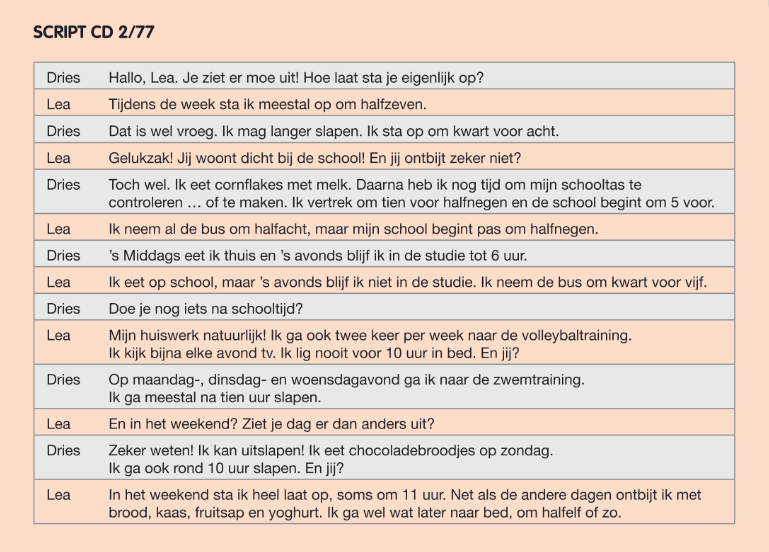 SCRIPT CD 2/77
Dries Hallo, Lea. Je ziet er moe uit! Hoe laat sta je eigenlijk op?
Lea Tijdens de week sta ik meestal op om halfzeven.
Dries Dat is wel vroeg. Ik mag langer slapen. Ik sta op om kwart voor acht.
Lea Gelukzak! Jij woont dicht bij de school! En jij ontbijt zeker niet?
Dries Toch wel. Ik eet cornflakes met melk. Daarna heb ik nog tijd om mijn schooltas te
controleren … of te maken. Ik vertrek om tien voor halfnegen en de school begint om 5 voor.
Lea Ik neem al de bus om halfacht, maar mijn school begint pas om halfnegen.
Dries ’s Middags eet ik thuis en ’s avonds blijf ik in de studie tot 6 uur.
Lea Ik eet op school, maar ’s avonds blijf ik niet in de studie. Ik neem de bus om kwart voor vijf.
Dries Doe je nog iets na schooltijd?
Lea Mijn huiswerk natuurlijk! Ik ga ook twee keer per week naar de volleybaltraining.
Ik kijk bijna elke avond tv. Ik lig nooit voor 10 uur in bed. En jij?
Dries Op maandag-, dinsdag- en woensdagavond ga ik naar de zwemtraining.
Ik ga meestal na tien uur slapen.
Lea En in het weekend? Ziet je dag er dan anders uit?
Dries Zeker weten! Ik kan uitslapen! Ik eet chocoladebroodjes op zondag.
Ik ga ook rond 10 uur slapen. En jij?
Lea In het weekend sta ik heel laat op, soms om 11 uur. Net als de andere dagen ontbijt ik met
brood, kaas, fruitsap en yoghurt. Ik ga wel wat later naar bed, om halfelf of zo.